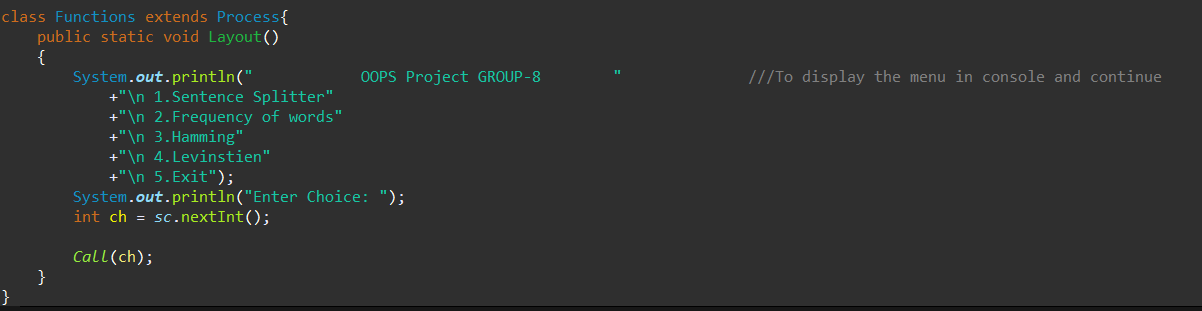 class Functions extends Process{
    public static void Layout()
    {
        System.out.println("            OOPS Project GROUP-8        "              ///To display the menu in console and continue
            +"\n 1.Sentence Splitter"
            +"\n 2.Frequency of words"
            +"\n 3.Hamming"
            +"\n 4.Levinstien"
            +"\n 5.Exit");
        System.out.println("Enter Choice: ");
        int ch = sc.nextInt();

        Call(ch);
    }
}